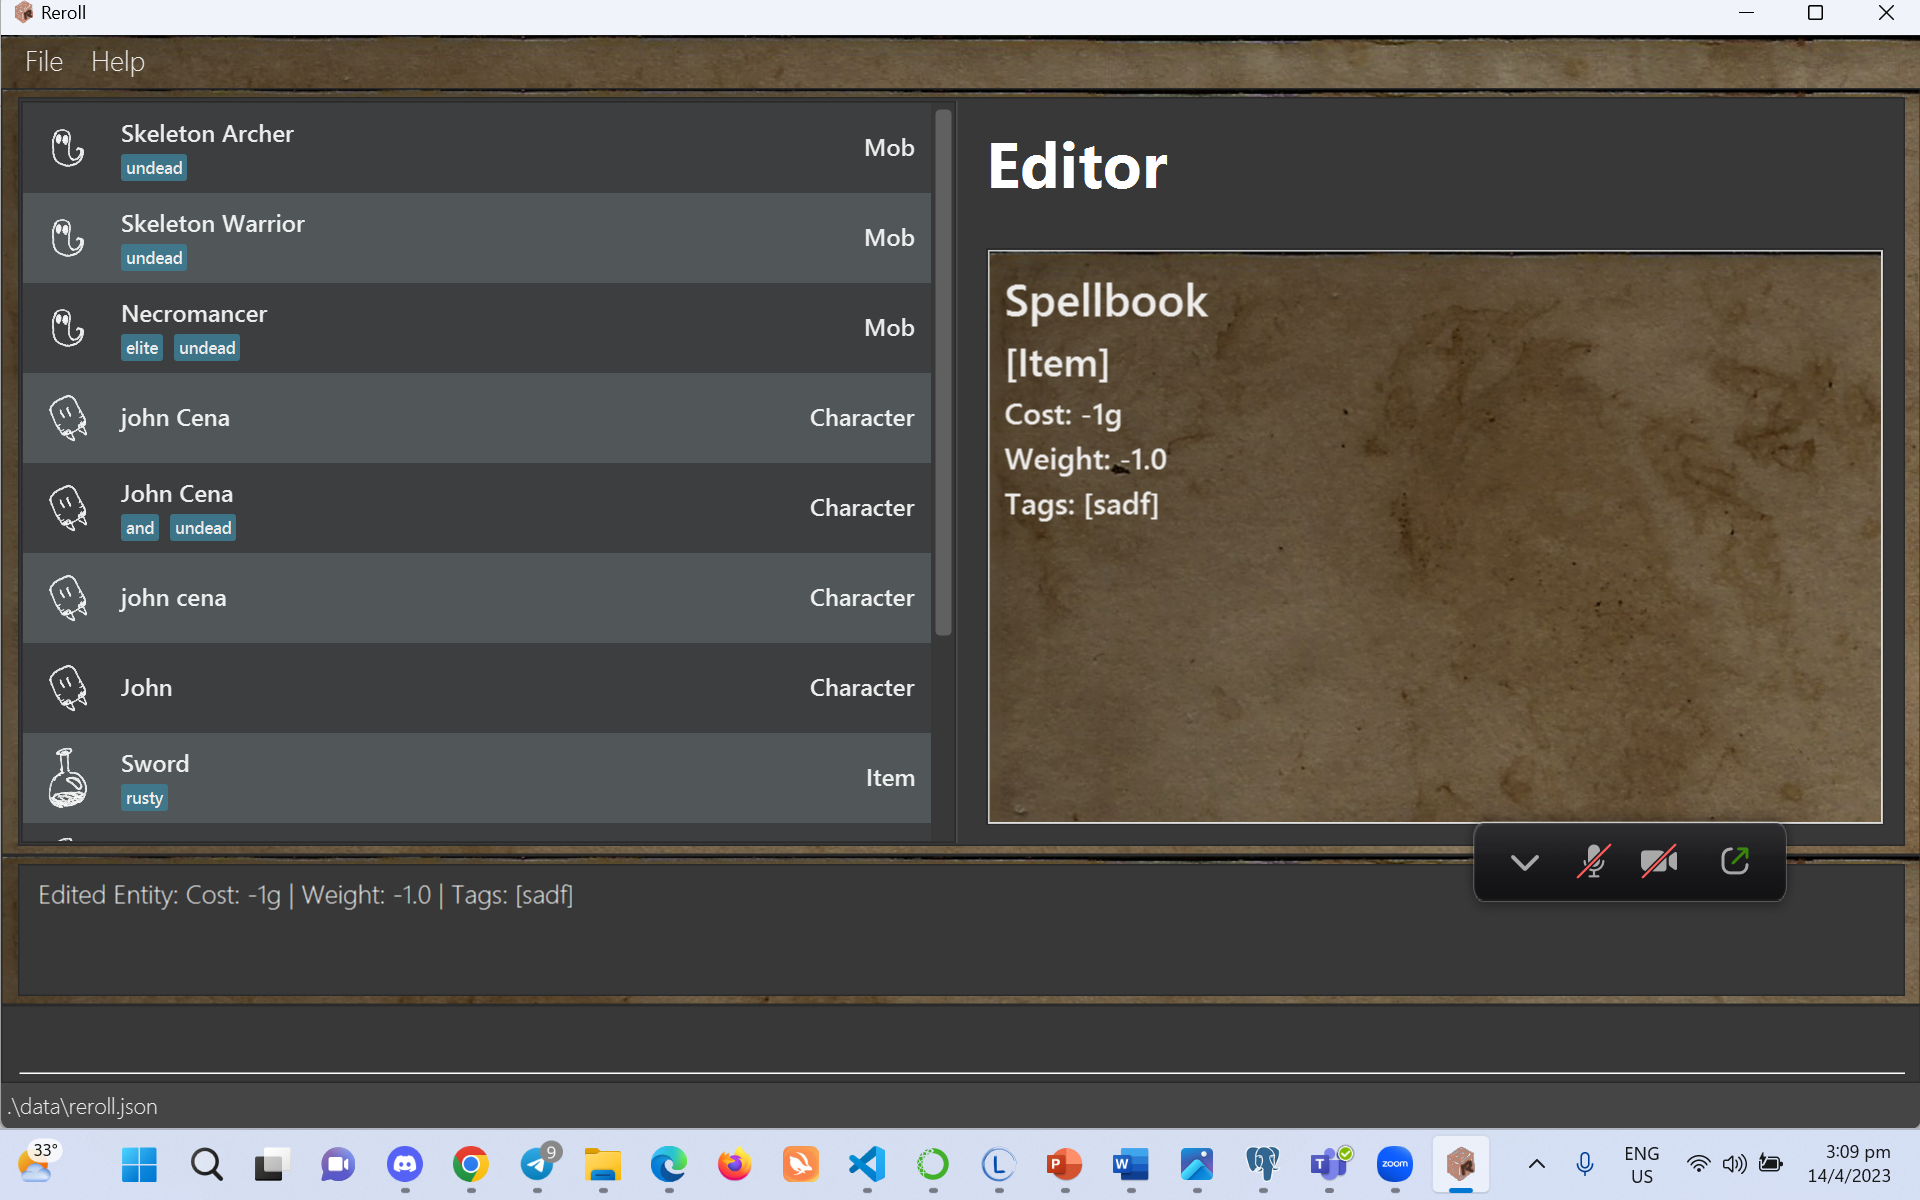 Reroll
File Help
Skeleton Archer
undead
Mob
Skeleton Warrior
undead
Mob
Necromancer
elite undead
Mob
john Cena
Character
John Cena
and undead
Character
john cena
Character
John
Character
Sword
rusty
Item
Editor
Spellbook
[Item]
Cost: -1g
Weight: -1.0
Tags: [sadf]
Edited Entity: Cost: -1g | Weight: -1.0 | Tags: [sadf]
.\data\reroll.json
33°
9
L
P
W
T
zoom
ENG
US
3:09 pm
14/4/2023